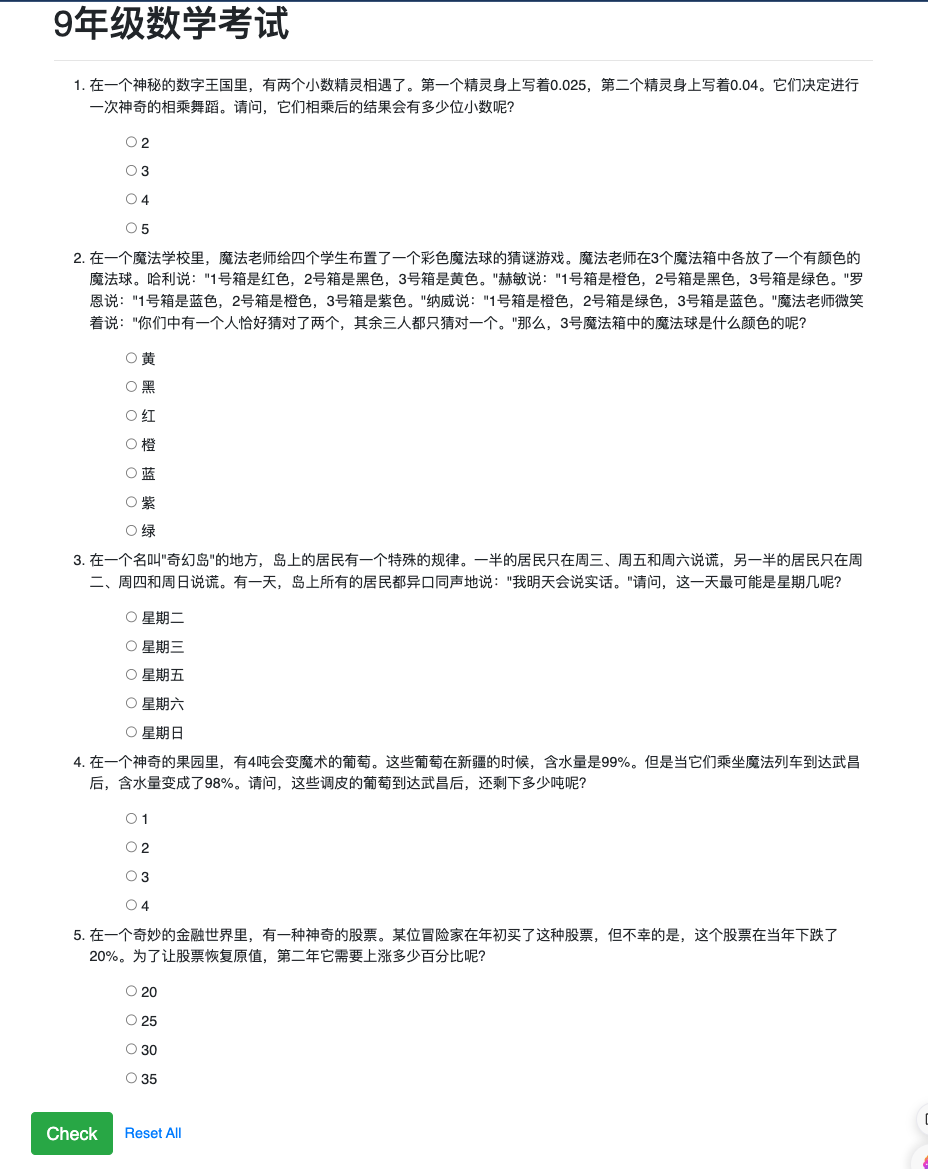 9年级数学考试
1. 在一个神秘的数字王国里，有两个小数精灵相遇了。第一个精灵身上写着0.025，第二个精灵身上写着0.04。它们决定进行
一次神奇的相乘舞蹈。请问，它们相乘后的结果会有多少位小数呢?
2
3
4
5
2. 在一个魔法学校里，魔法老师给四个学生布置了一个彩色魔法球的猜谜游戏。魔法老师在3个魔法箱中各放了一个有颜色的
魔法球。哈利说："1号箱是红色，2号箱是黑色，3号箱是黄色。"赫敏说："1号箱是橙色，2号箱是黑色，3号箱是绿色。"罗
恩说："1号箱是蓝色，2号箱是橙色，3号箱是紫色。"纳威说："1号箱是橙色，2号箱是绿色，3号箱是蓝色。"魔法老师微笑
着说："你们中有一个人恰好猜对了两个，其余三人都只猜对一个。"那么，3号魔法箱中的魔法球是什么颜色的呢?
黄
黑
红
橙
蓝
紫
绿
3. 在一个名叫"奇幻岛"的地方，岛上的居民有一个特殊的规律。一半的居民只在周三、周五和周六说谎，另一半的居民只在周
二、周四和周日说谎。有一天，岛上所有的居民都异口同声地说："我明天会说实话。"请问，这一天最可能是星期几呢?
星期二
星期三
星期五
星期六
星期日
4. 在一个神奇的果园里，有4吨会变魔术的葡萄。这些葡萄在新疆的时候，含水量是99%。但是当它们乘坐魔法列车到达武昌
后，含水量变成了98%。请问，这些调皮的葡萄到达武昌后，还剩下多少吨呢?
1
2
3
4
5. 在一个奇妙的金融世界里，有一种神奇的股票。某位冒险家在年初买了这种股票，但不幸的是，这个股票在当年下跌了
20%。为了让股票恢复原值，第二年它需要上涨多少百分比呢?
20
25
30
35
Check Reset All